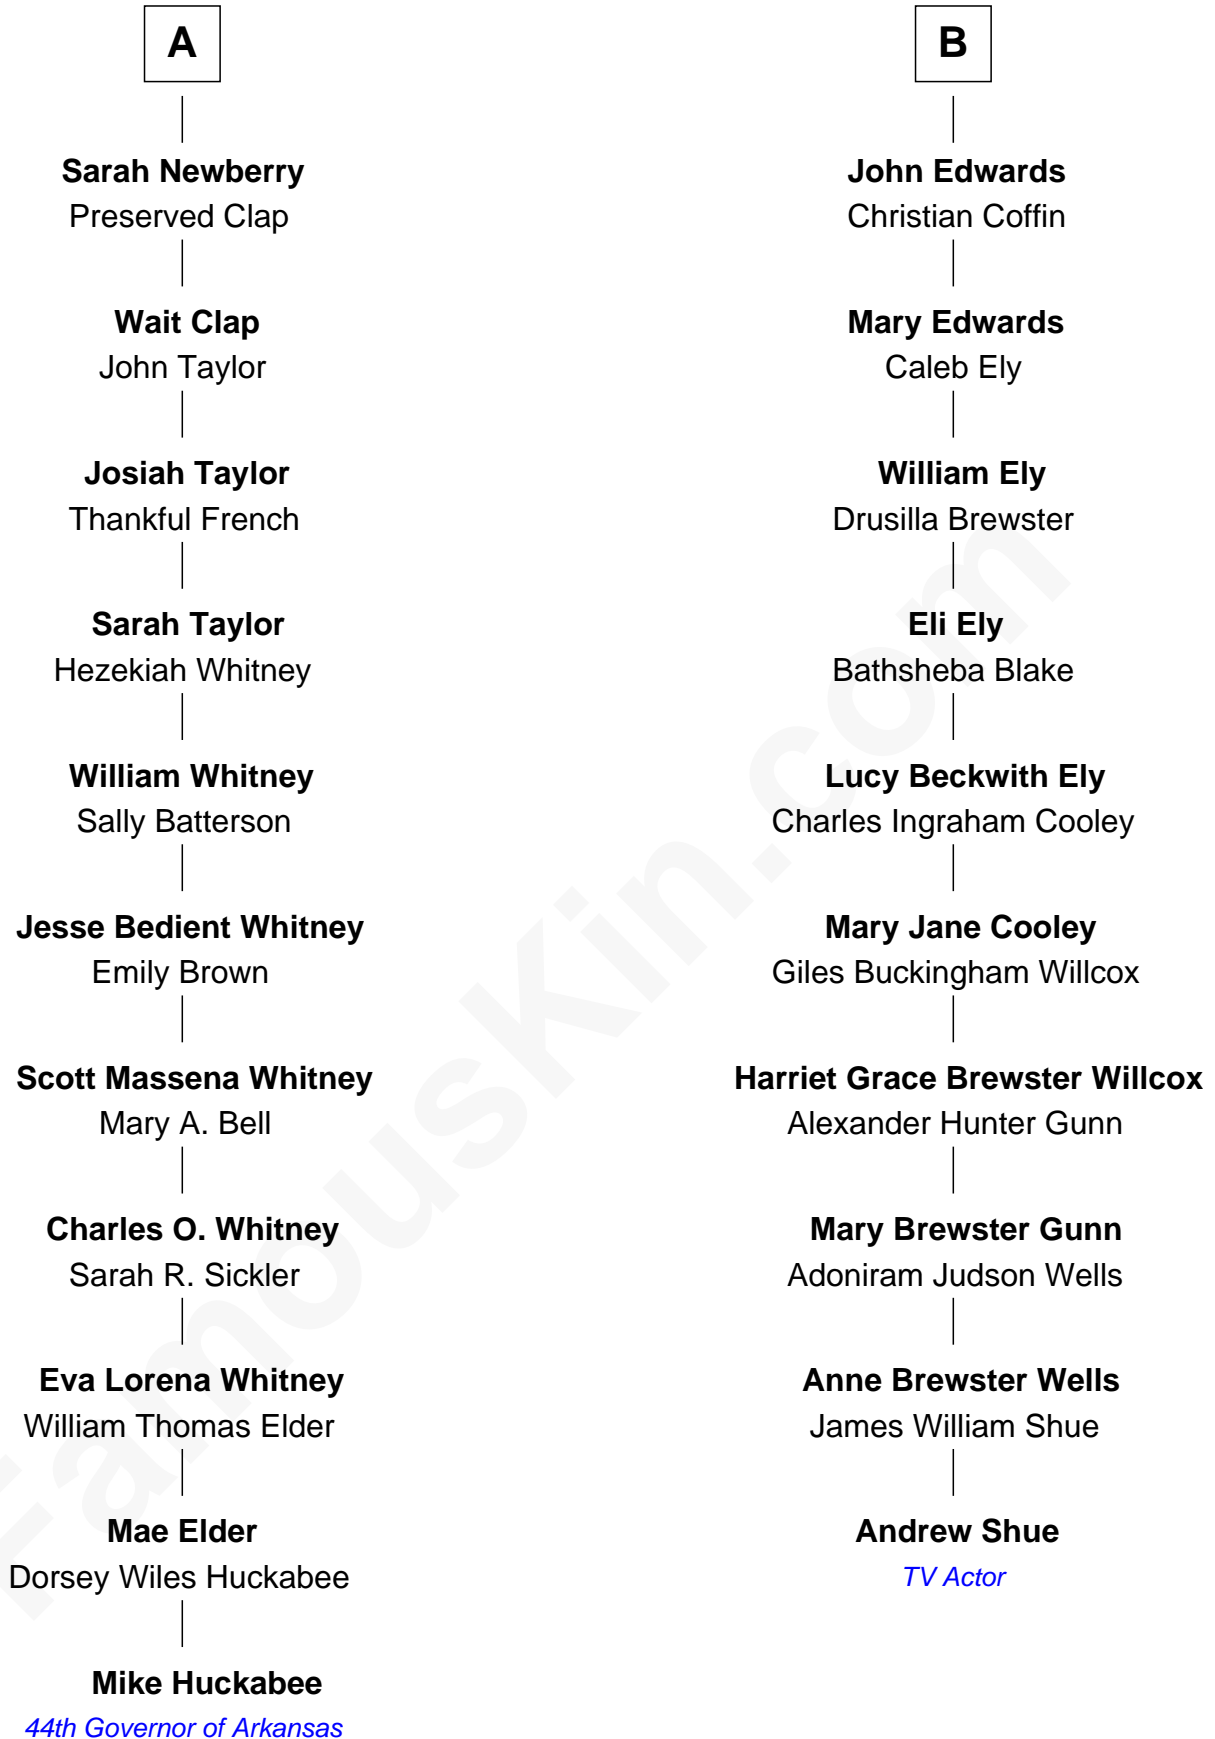 A
Sarah Newberry
Preserved Clap
Wait Clap
John Taylor
Josiah Taylor
Thankful French
Sarah Taylor
Hezekiah Whitney
William Whitney
Sally Batterson
Jesse Bedient Whitney
Emily Brown
Scott Massena Whitney
Mary A. Bell
Charles O. Whitney
Sarah R. Sickler
Eva Lorena Whitney
William Thomas Elder
Mae Elder
Dorsey Wiles Huckabee
Mike Huckabee
44th Governor of Arkansas
B
John Edwards
Christian Coffin
Mary Edwards
Caleb Ely
William Ely
Drusilla Brewster
Eli Ely
Bathsheba Blake
Lucy Beckwith Ely
Charles Ingraham Cooley
Mary Jane Cooley
Giles Buckingham Willcox
Harriet Grace Brewster Willcox
Alexander Hunter Gunn
Mary Brewster Gunn
Adoniram Judson Wells
Anne Brewster Wells
James William Shue
Andrew Shue
TV Actor
FamousKin.com